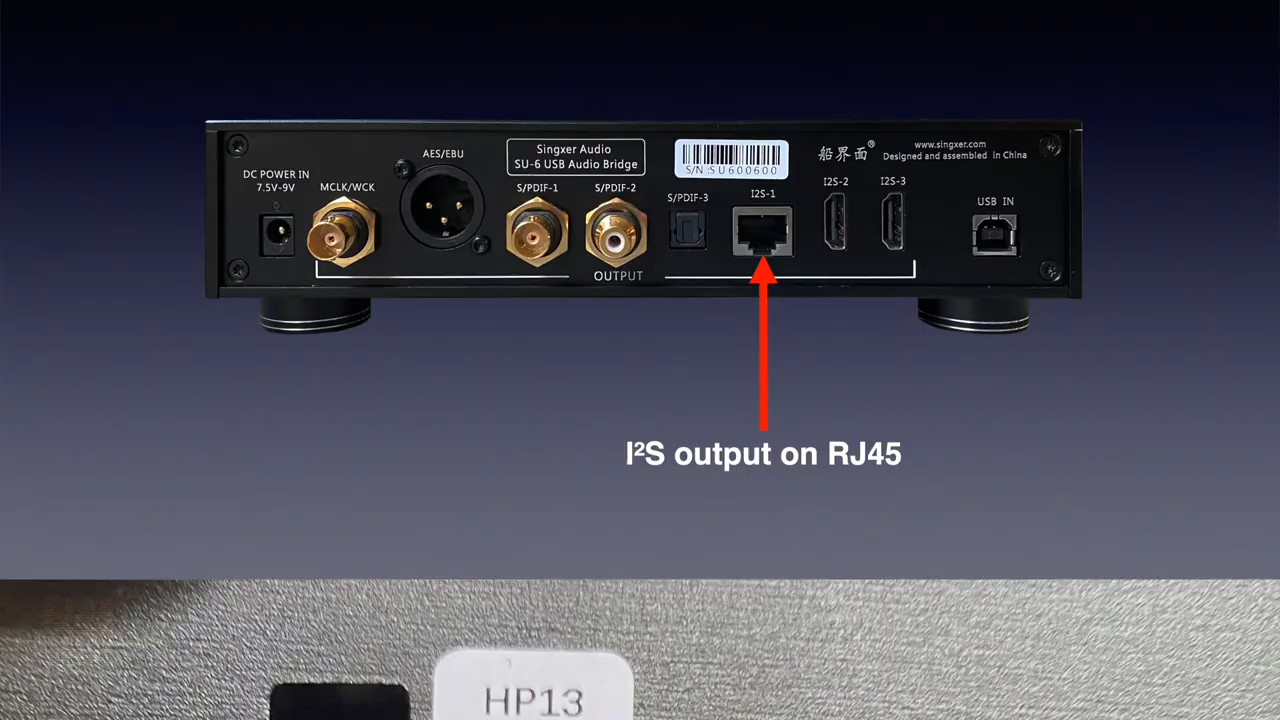 DC POWER IN
7.5V-9V
MCLK/WCK
AES/EBU
Singxer Audio
SU-6 USB Audio Bridge
S/PDIF-1
S/PDIF-2
OUTPUT
S/PDIF-3
S/N:SU600600
I2S-1
船界面®
I2S-2
I2S-3
www.singxer.com
Designed and assembled in China
USB IN
I²S output on RJ45
HP13